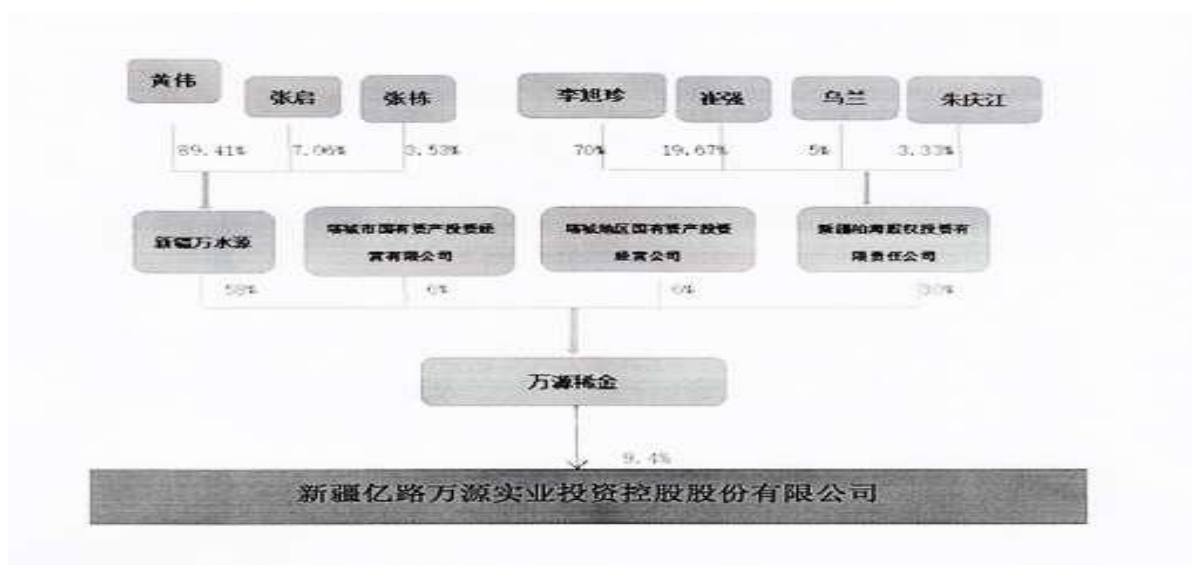 黄伟
张启
张栋
李旭珍
崔强
乌兰
朱庆江
89.41%
7.06%
3.53%
70%
19.67%
5%
3.33%
新疆万水源
塔城市国有资产投资经
营有限公司
塔城地区国有资产投资
经营公司
新疆柏海股权投资有
限责任公司
58%
6%
6%
30%
万源稀金
9.4%
新疆亿路万源实业投资控股股份有限公司